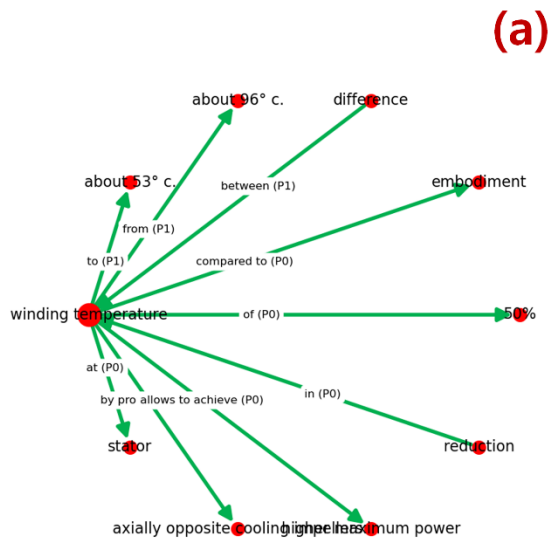 (a)
about 96° c.
difference
about 53° c.
embodiment
between (P1)
from (P1)
to (P1)
compared to (P0)
winding temperature
of (P0)
50%
at (P0)
in (P0)
by pro allows to achieve (P0)
stator
reduction
axially opposite cooling impellers
higher maximum power